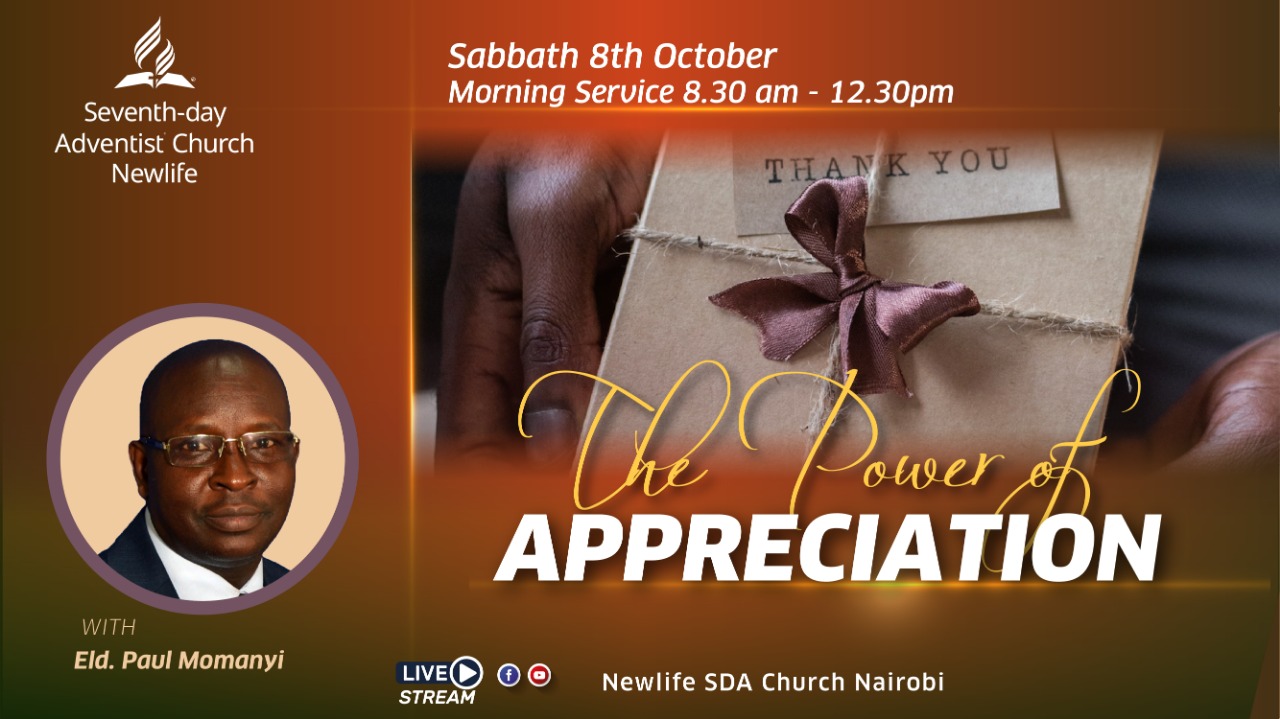 Seventh-day
Adventist Church
Newlife
Sabbath 8th October
Morning Service 8.30 am - 12.30pm
THANK YOU
The Power of
APPRECIATION
WITH
Eld. Paul Momanyi
LIVE
STREAM
Newlife SDA Church Nairobi